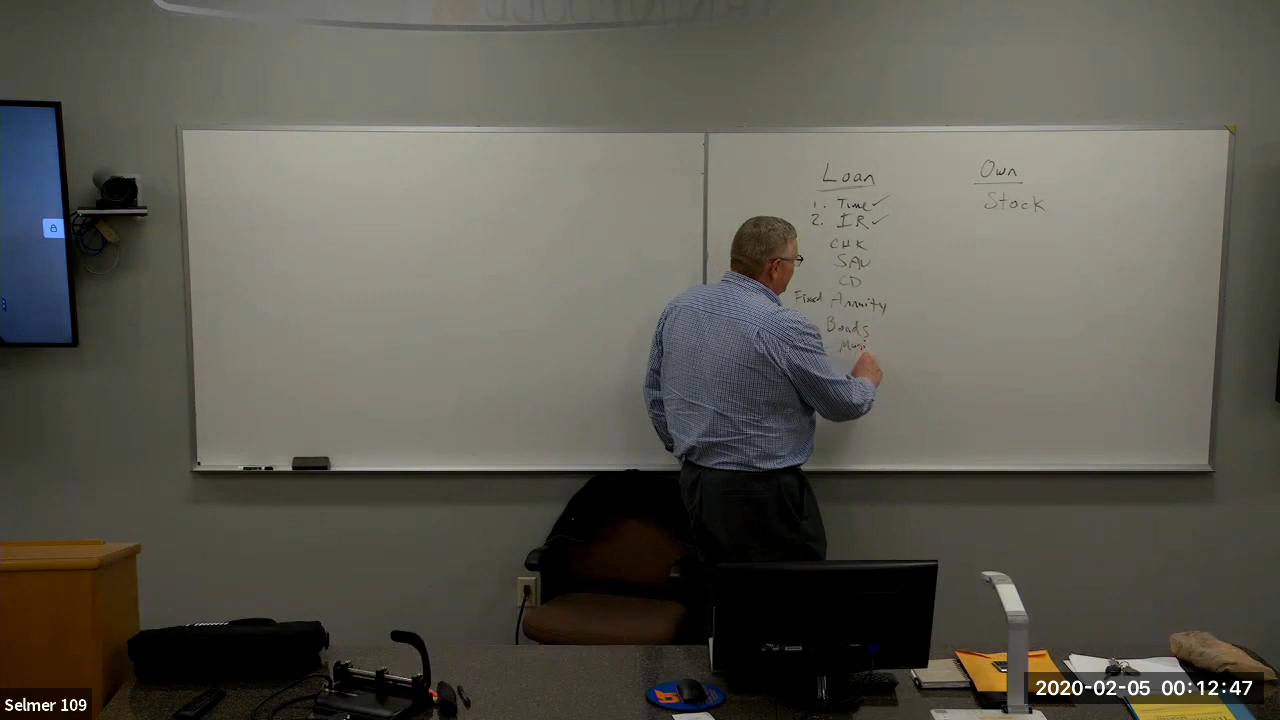 Loan
1. Time ✓
2. IR ✓
CHK
SAV
CD
Fixed Annuity
Bonds
Own
Stock
Selmer 109
2020-02-05 00:12:47